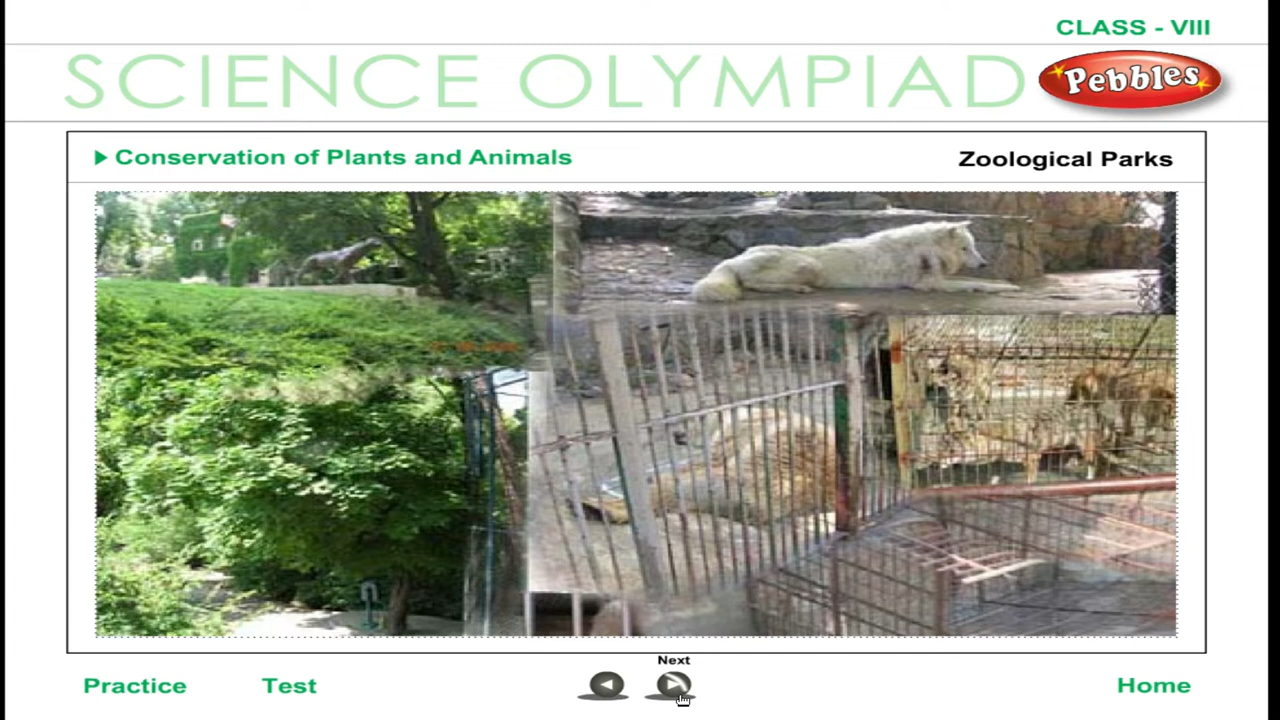 CLASS - VIII
SCIENCE OLYMPIAD
Pebbles
Conservation of Plants and Animals
Zoological Parks
Next
Practice
Test
Home